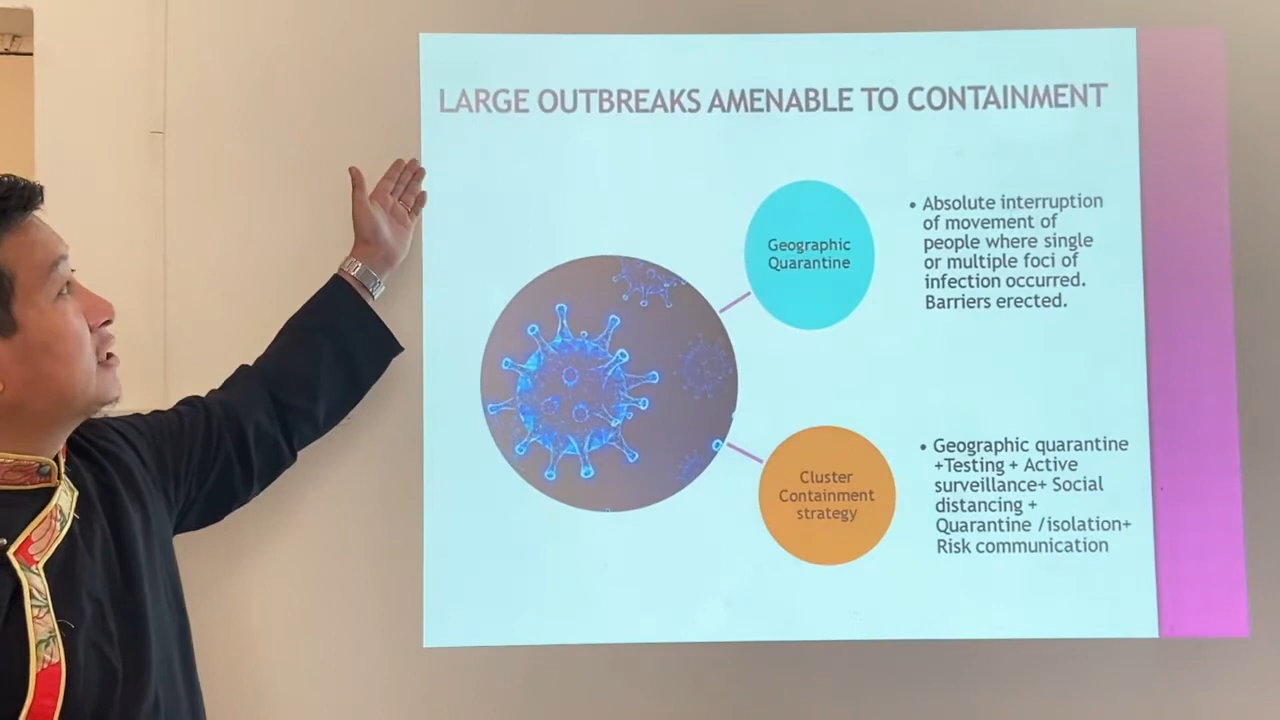 LARGE OUTBREAKS AMENABLE TO CONTAINMENT
Geographic
Quarantine
• Absolute interruption
of movement of
people where single
or multiple foci of
infection occurred.
Barriers erected.
Cluster
Containment
strategy
• Geographic quarantine
+Testing + Active
surveillance+ Social
distancing +
Quarantine /isolation+
Risk communication